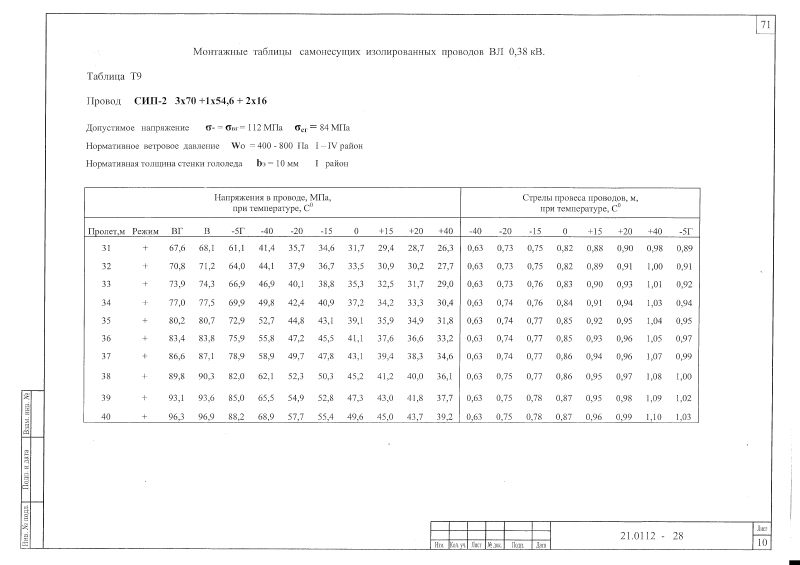 71
Монтажные таблицы самонесущих изолированных проводов ВЛ 0,38 кВ.
Таблица Т9
Провод СИП-2 3х70 +1х54,6 + 2х16
Допустимое напряжение σ- = σвг = 112 МПа σсг = 84 МПа
Нормативное ветровое давление Wo = 400 - 800 Па I – IV район
Нормативная толщина стенки гололеда bэ = 10 мм I район
Напряжения в проводе, МПа, при температуре, С⁰ Стрелы провеса проводов, м, при температуре, С⁰
Пролет,м Режим ВГ В -5Г -40 -20 -15 0 +15 +20 +40 -40 -20 -15 0 +15 +20 +40 -5Г
31 + 67,6 68,1 61,1 41,4 35,7 34,6 31,7 29,4 28,7 26,3 0,63 0,73 0,75 0,82 0,88 0,90 0,98 0,89
32 + 70,8 71,2 64,0 44,1 37,9 36,7 33,5 30,9 30,2 27,7 0,63 0,73 0,75 0,82 0,89 0,91 1,00 0,91
33 + 73,9 74,3 66,9 46,9 40,1 38,8 35,3 32,5 31,7 29,0 0,63 0,73 0,76 0,83 0,90 0,93 1,01 0,92
34 + 77,0 77,5 69,9 49,8 42,4 40,9 37,2 34,2 33,3 30,4 0,63 0,74 0,76 0,84 0,91 0,94 1,03 0,94
35 + 80,2 80,7 72,9 52,7 44,8 43,1 39,1 35,9 34,9 31,8 0,63 0,74 0,77 0,85 0,92 0,95 1,04 0,95
36 + 83,4 83,8 75,9 55,8 47,2 45,5 41,1 37,6 36,6 33,2 0,63 0,74 0,77 0,85 0,93 0,96 1,05 0,97
37 + 86,6 87,1 78,9 58,9 49,7 47,8 43,1 39,4 38,3 34,6 0,63 0,74 0,77 0,86 0,94 0,96 1,07 0,99
38 + 89,8 90,3 82,0 62,1 52,3 50,3 45,2 41,2 40,0 36,1 0,63 0,75 0,77 0,86 0,95 0,97 1,08 1,00
39 + 93,1 93,6 85,0 65,5 54,9 52,8 47,3 43,0 41,8 37,7 0,63 0,75 0,78 0,87 0,95 0,98 1,09 1,02
40 + 96,3 96,9 88,2 68,9 57,7 55,4 49,6 45,0 43,7 39,2 0,63 0,75 0,78 0,87 0,96 0,99 1,10 1,03
Взам. инв. №
Подп. и дата
Инв. № подл.
Изм. Кол. уч. Лист № док. Подп. Дата
21.0112 - 28
Лист
10